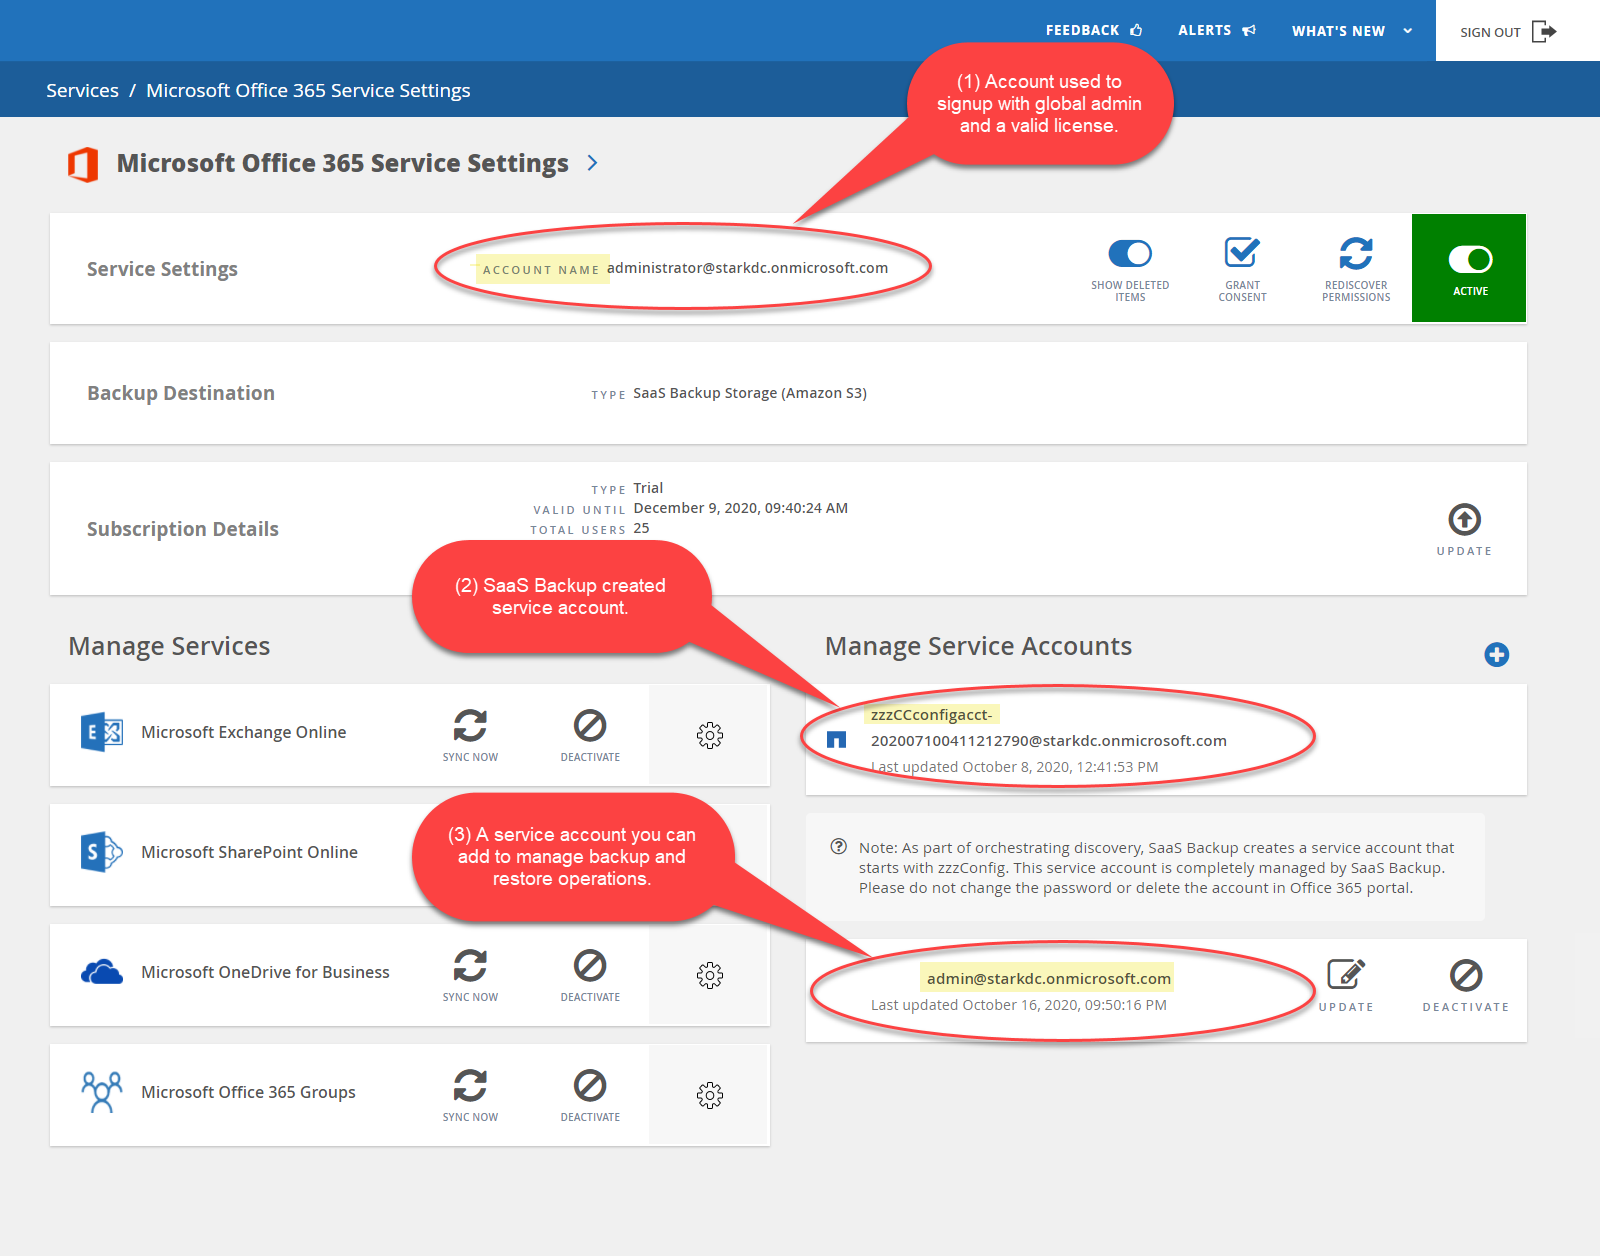 FEEDBACK
ALERTS
WHAT'S NEW
SIGN OUT
Services / Microsoft Office 365 Service Settings
(1) Account used to
signup with global admin
and a valid license.
Microsoft Office 365 Service Settings
Service Settings
ACCOUNT NAME administrator@starkdc.onmicrosoft.com
SHOW DELETED
ITEMS
GRANT
CONSENT
REDISCOVER
PERMISSIONS
ACTIVE
Backup Destination
TYPE SaaS Backup Storage (Amazon S3)
Subscription Details
TYPE Trial
VALID UNTIL December 9, 2020, 09:40:24 AM
TOTAL USERS 25
UPDATE
(2) SaaS Backup created
service account.
Manage Services
Microsoft Exchange Online
SYNC NOW
DEACTIVATE
Microsoft SharePoint Online
(3) A service account you can
add to manage backup and
restore operations.
Microsoft OneDrive for Business
SYNC NOW
DEACTIVATE
Microsoft Office 365 Groups
SYNC NOW
DEACTIVATE
Manage Service Accounts
zzzCCconfigacct-
202007100411212790@starkdc.onmicrosoft.com
Last updated October 8, 2020, 12:41:53 PM
Note: As part of orchestrating discovery, SaaS Backup creates a service account that
starts with zzzConfig. This service account is completely managed by SaaS Backup.
Please do not change the password or delete the account in Office 365 portal.
admin@starkdc.onmicrosoft.com
Last updated October 16, 2020, 09:50:16 PM
UPDATE
DEACTIVATE